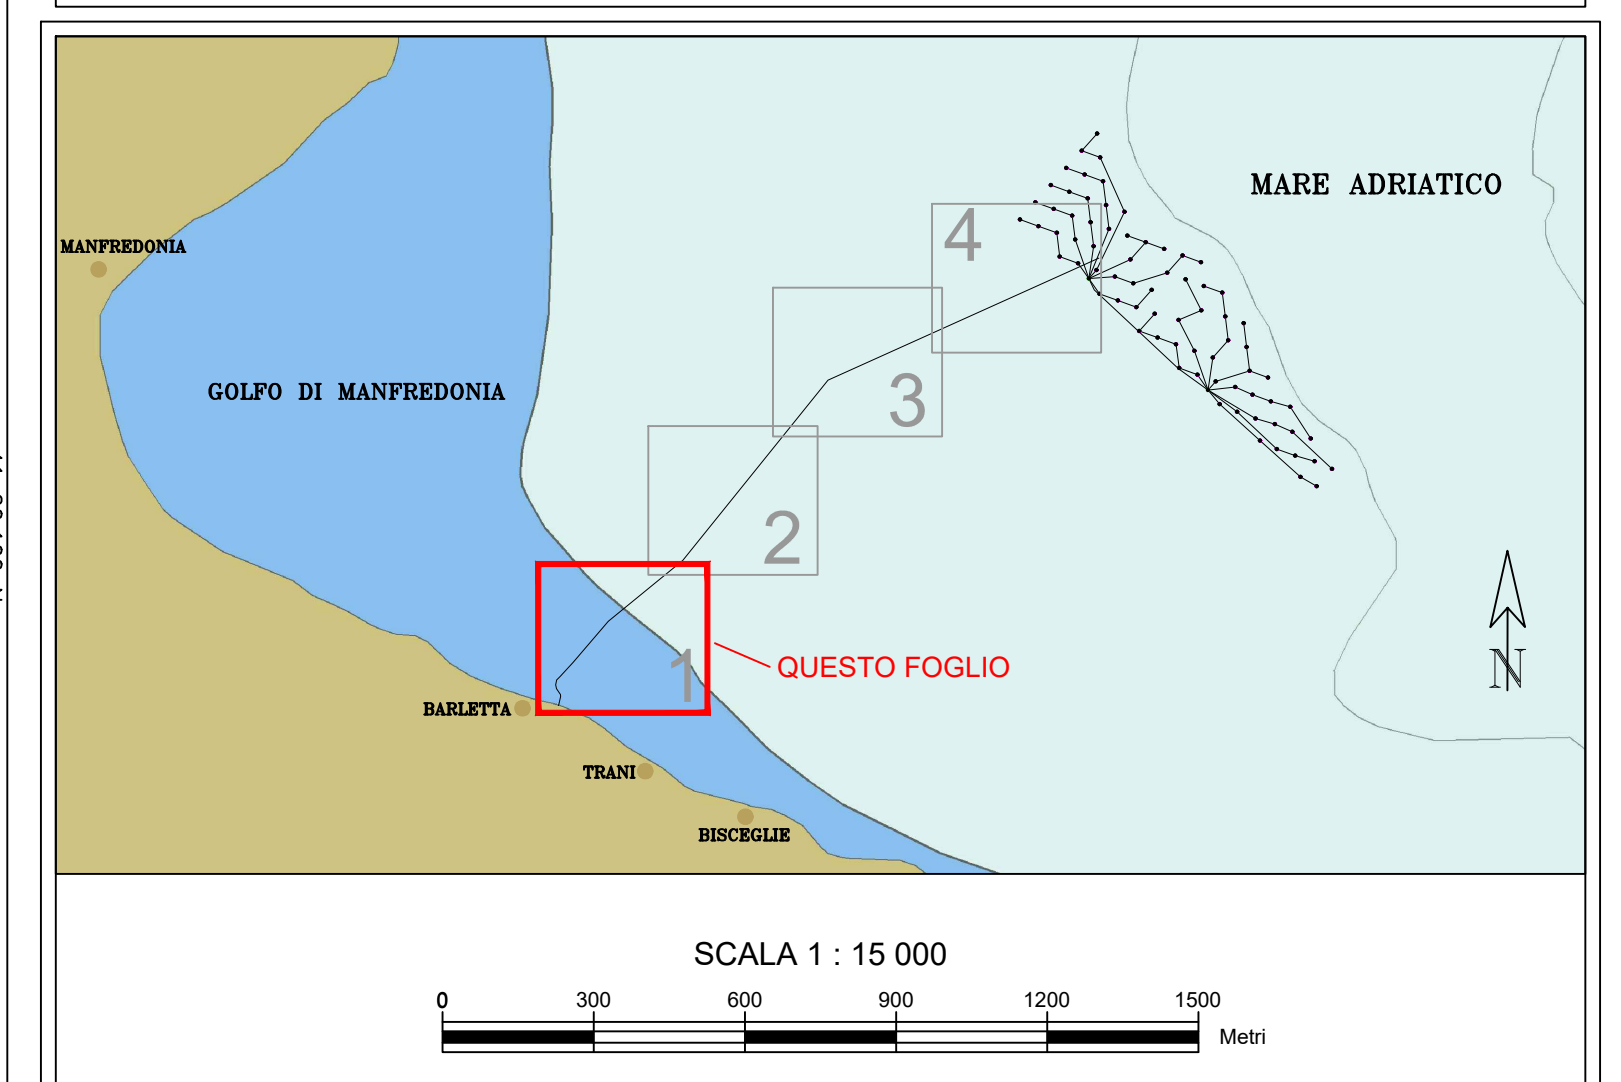 MARE ADRIATICO
4
MANFREDONIA
GOLFO DI MANFREDONIA
3
2
1
QUESTO FOGLIO
N
BARLETTA
TRANI
BISCEGLIE
SCALA 1 : 15 000
0 300 600 900 1200 1500
Metri